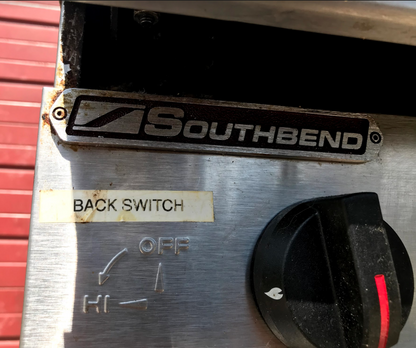 SOUTHBEND
BACK SWITCH
OFF
HI